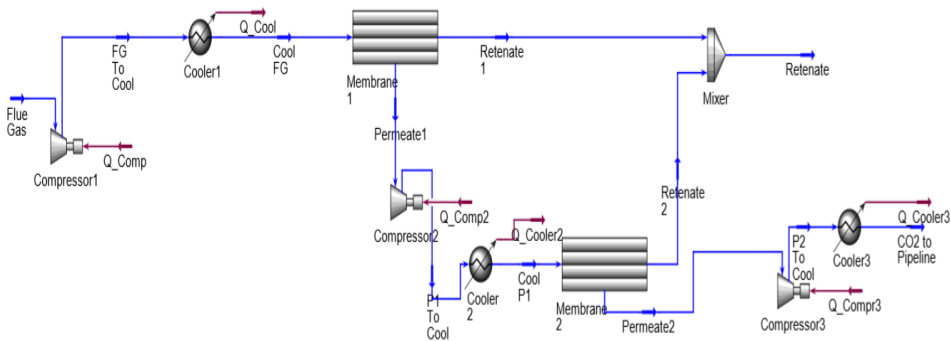 Q_Cool
FG
To
Cool
Cooler1
Cool
FG
Membrane
1
Retenate
1
Mixer
Retenate
Flue
Gas
Q_Comp
Compressor1
Permeate1
Q_Comp2
Compressor2
Q_Cooler2
Retenate
2
Q_Cooler3
P2
To
Cool
Cooler3
CO2 to
Pipeline
P1
To
Cool
Cooler
2
Cool
P1
Membrane
2
Permeate2
Q_Compr3
Compressor3